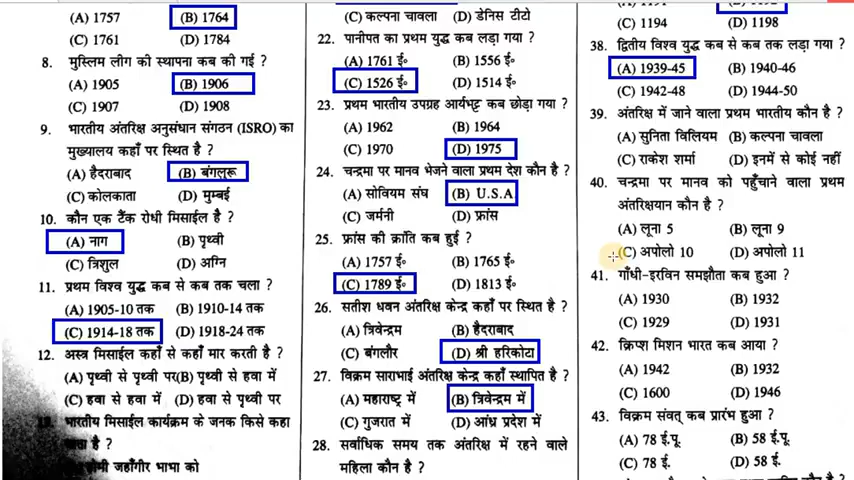 (A) 1757 (B) 1764
(C) 1761 (D) 1784
8. मुस्लिम लीग की स्थापना कब की गई ?
(A) 1905 (B) 1906
(C) 1907 (D) 1908
9. भारतीय अंतरिक्ष अनुसंधान संगठन (ISRO) का
मुख्यालय कहाँ पर स्थित है ?
(A) हैदराबाद (B) बंगलुरू
(C) कोलकाता (D) मुम्बई
10. कौन एक टैंक रोधी मिसाईल है ?
(A) नाग (B) पृथ्वी
(C) त्रिशुल (D) अग्नि
11. प्रथम विश्व युद्ध कब से कब तक चला ?
(A) 1905-10 तक (B) 1910-14 तक
(C) 1914-18 तक (D) 1918-24 तक
12. अस्त्र मिसाईल कहाँ से कहाँ मार करती है ?
(A) पृथ्वी से पृथ्वी पर(B) पृथ्वी से हवा में
(C) हवा से हवा में (D) हवा से पृथ्वी पर
भारतीय मिसाईल कार्यक्रम के जनक किसे कहा
जाता है ?
होमी जहाँगीर भाभा को
(C) कल्पना चावला (D) डेनिस टीटो
22. पानीपत का प्रथम युद्ध कब लड़ा गया ?
(A) 1761 ई० (B) 1556 ई०
(C) 1526 ई० (D) 1514 ई०
23. प्रथम भारतीय उपग्रह आर्यभट्ट कब छोड़ा गया ?
(A) 1962 (B) 1964
(C) 1970 (D) 1975
24. चन्द्रमा पर मानव भेजने वाला प्रथम देश कौन है ?
(A) सोवियम संघ (B) U.S.A
(C) जर्मनी (D) फ्रांस
25. फ्रांस की क्रांति कब हुई ?
(A) 1757 ई० (B) 1765 ई०
(C) 1789 ई० (D) 1813 ई०
26. सतीश धवन अंतरिक्ष केन्द्र कहाँ पर स्थित है ?
(A) त्रिवेन्द्रम (B) हैदराबाद
(C) बंगलौर (D) श्री हरिकोटा
27. विक्रम साराभाई अंतरिक्ष केन्द्र कहाँ स्थापित है ?
(A) महाराष्ट्र में (B) त्रिवेन्द्रम में
(C) गुजरात में (D) आंध्र प्रदेश में
28. सर्वाधिक समय तक अंतरिक्ष में रहने वाले
महिला कौन है ?
(C) 1194 (D) 1198
38. द्वितीय विश्व युद्ध कब से कब तक लड़ा गया ?
(A) 1939-45 (B) 1940-46
(C) 1942-48 (D) 1944-50
39. अंतरिक्ष में जाने वाला प्रथम भारतीय कौन है ?
(A) सुनिता विलियम (B) कल्पना चावला
(C) राकेश शर्मा (D) इनमें से कोई नहीं
40. चन्द्रमा पर मानव को पहुँचाने वाला प्रथम
अंतरिक्षयान कौन है ?
(A) लूना 5 (B) लूना 9
(C) अपोलो 10 (D) अपोलो 11
41. गाँधी-इरविन समझौता कब हुआ ?
(A) 1930 (B) 1932
(C) 1929 (D) 1931
42. क्रिप्श मिशन भारत कब आया ?
(A) 1942 (B) 1932
(C) 1600 (D) 1946
43. विक्रम संवत् कब प्रारंभ हुआ ?
(A) 78 ई.पू. (B) 58 ई.पू.
(C) 78 ई. (D) 58 ई.